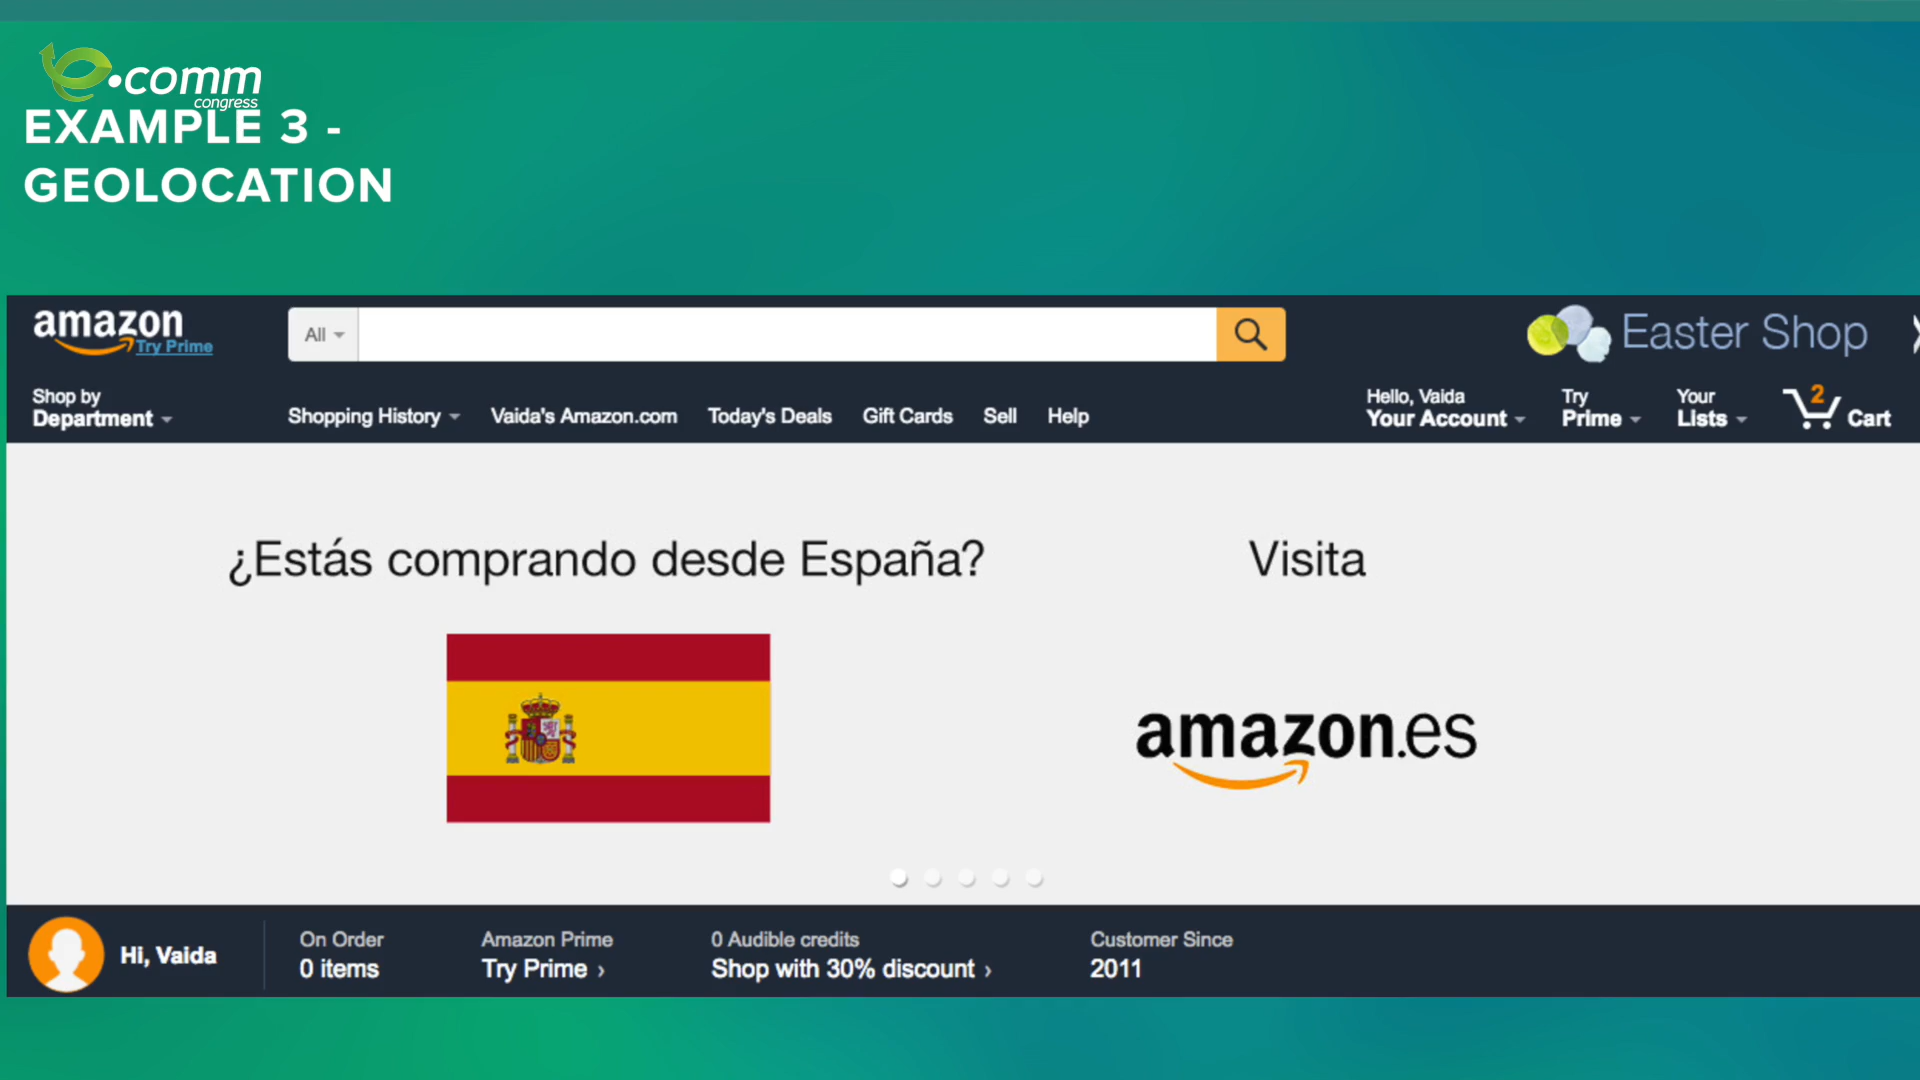 e.comm
congress
EXAMPLE 3 -
GEOLOCATION
amazon
Try Prime
All
Easter Shop
Shop by
Department
Shopping History
Vaida's Amazon.com
Today's Deals
Gift Cards
Sell
Help
Hello, Vaida
Your Account
Try
Prime
Your
Lists
2
Cart
¿Estás comprando desde España?
Visita
amazon.es
Hi, Vaida
On Order
0 items
Amazon Prime
Try Prime ›
0 Audible credits
Shop with 30% discount ›
Customer Since
2011